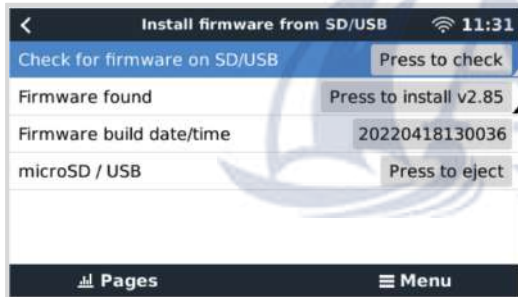 Install firmware from SD/USB 11:31
Check for firmware on SD/USB Press to check
Firmware found Press to install v2.85
Firmware build date/time 20220418130036
microSD / USB Press to eject
Pages Menu